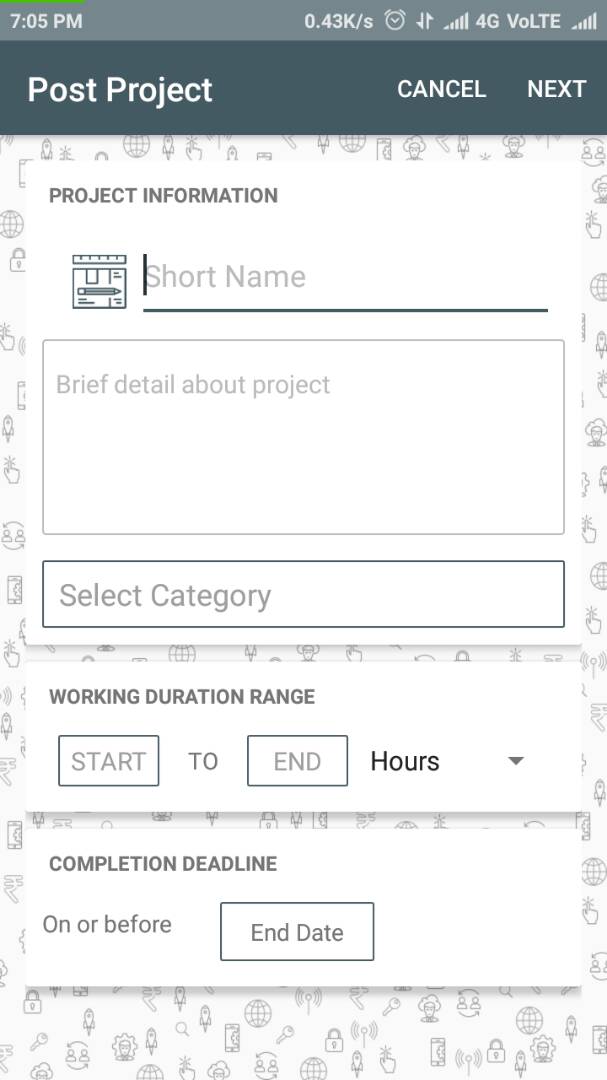 7:05 PM 0.43K/s 4G VoLTE
Post Project CANCEL NEXT
PROJECT INFORMATION
Short Name
Brief detail about project
Select Category
WORKING DURATION RANGE
START TO END Hours
COMPLETION DEADLINE
On or before End Date